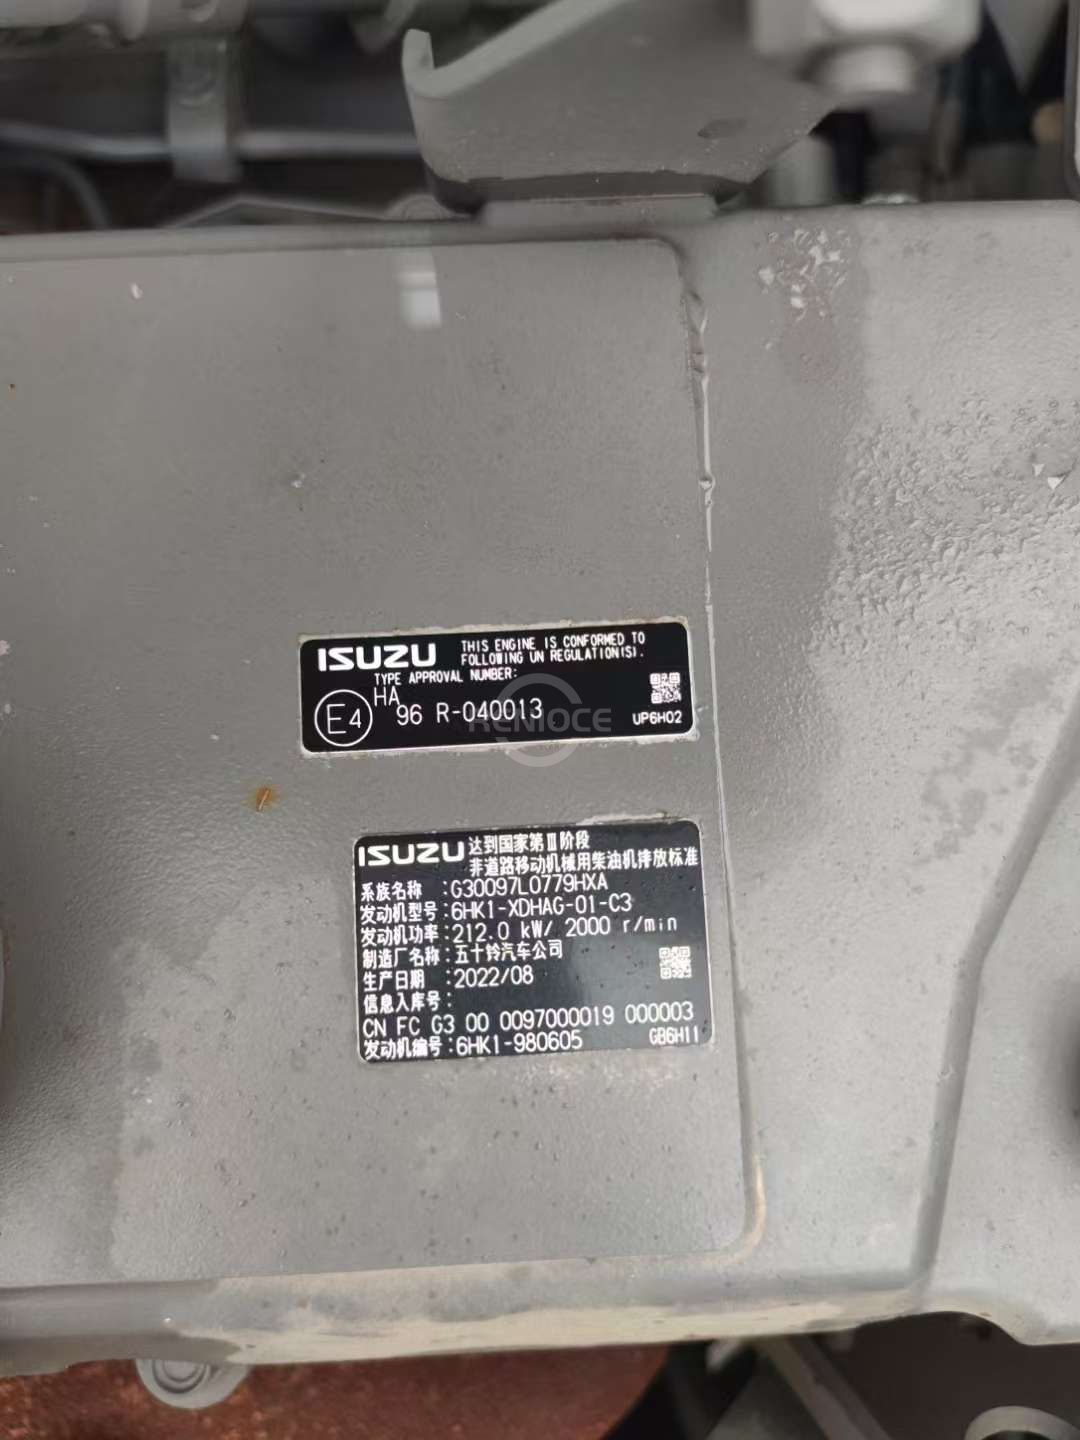 ISUZU THIS ENGINE IS CONFORMED TO
FOLLOWING UN REGULATION(S).
TYPE APPROVAL NUMBER:
E4 HA 96 R-040013
UP6H02
RENIOCE
ISUZU 达到国家第Ⅲ阶段
非道路移动机械用柴油机排放标准
系族名称 :G30097L0779HXA
发动机型号:6HK1-XDHAG-01-C3
发动机功率:212.0 kW/ 2000 r/min
制造厂名称:五十铃汽车公司
生产日期 :2022/08
信息入库号:
CN FC G3 00 0097000019 000003
发动机编号:6HK1-980605 GB6H11